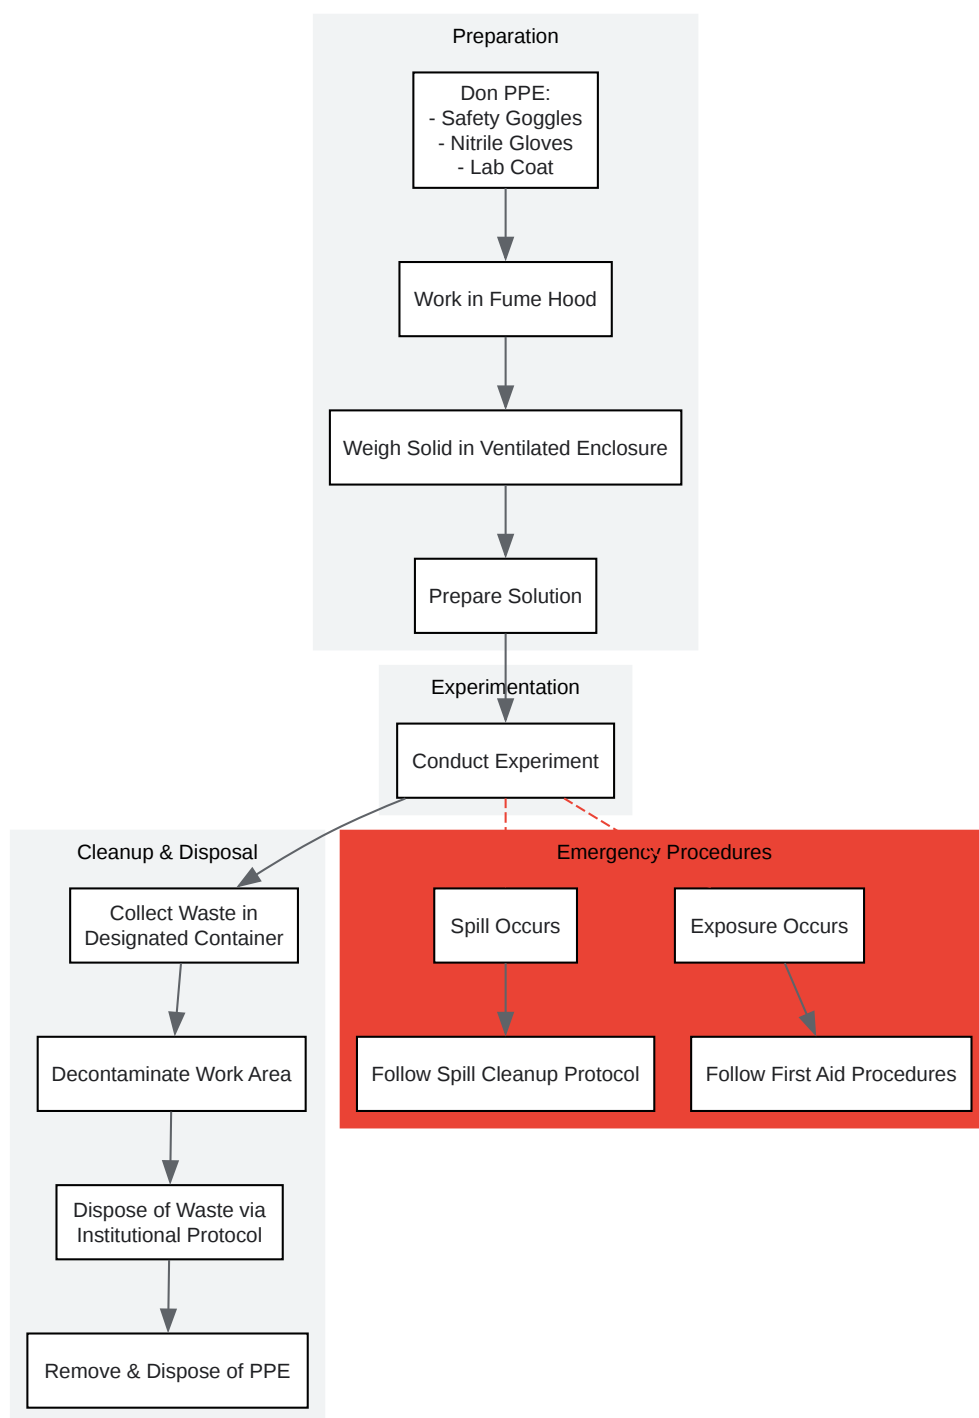 Preparation
Don PPE:
- Safety Goggles
- Nitrile Gloves
- Lab Coat
Work in Fume Hood
Weigh Solid in Ventilated Enclosure
Prepare Solution
Experimentation
Conduct Experiment
Cleanup & Disposal
Collect Waste in
Designated Container
Decontaminate Work Area
Dispose of Waste via
Institutional Protocol
Remove & Dispose of PPE
Emergency Procedures
Spill Occurs
Exposure Occurs
Follow Spill Cleanup Protocol
Follow First Aid Procedures